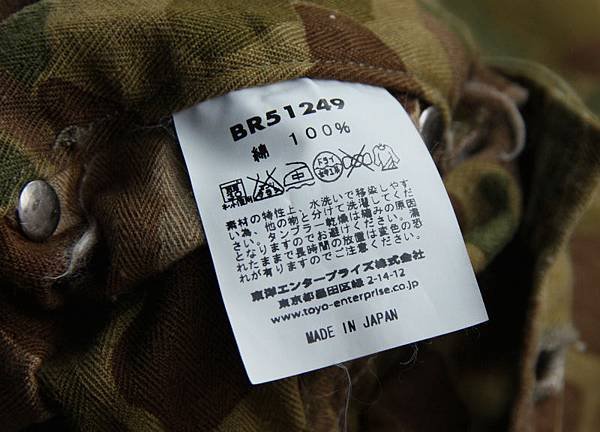 BR51249
綿 100%
素材の特性上、水洗いで移染しやす
い為、他の物と分けて洗濯してくだ
さい。タンブラー乾燥は縮みの原因
となりますのでお避けください。濡
れたままで長時間の放置は変色の恐
れが有りますのでご注意ください。
東洋エンタープライズ株式会社
東京都墨田区緑 2-14-12
www.toyo-enterprise.co.jp
MADE IN JAPAN